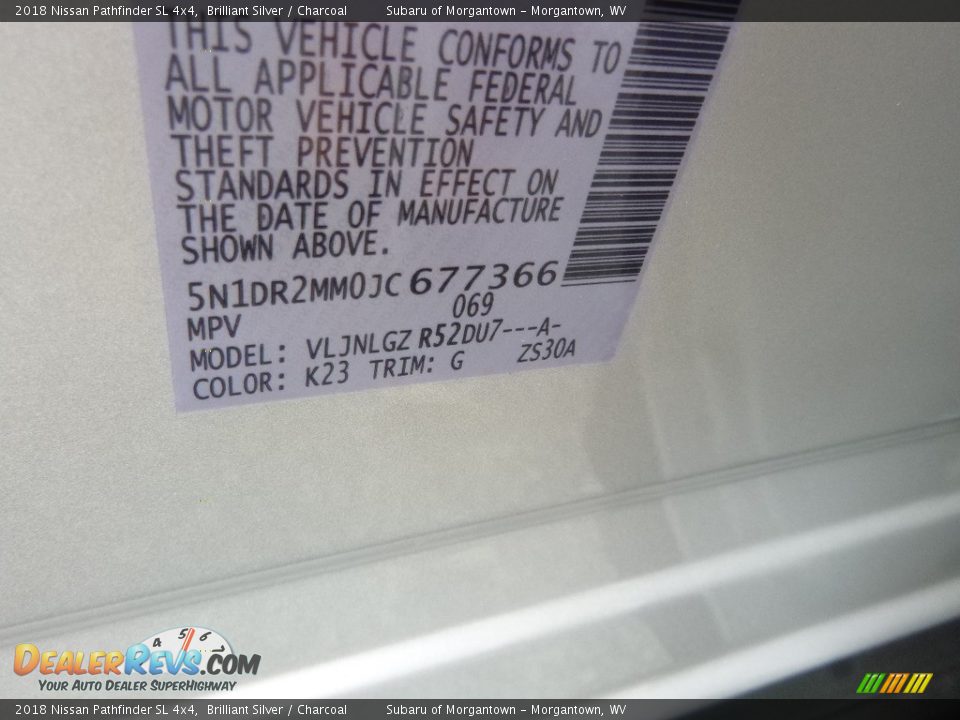 2018 Nissan Pathfinder SL 4x4, Brilliant Silver / Charcoal Subaru of Morgantown - Morgantown, WV
THIS VEHICLE CONFORMS TO
ALL APPLICABLE FEDERAL
MOTOR VEHICLE SAFETY AND
THEFT PREVENTION
STANDARDS IN EFFECT ON
THE DATE OF MANUFACTURE
SHOWN ABOVE.
5N1DR2MM0JC677366
MPV 069
MODEL: VLJNLGZ R52DU7---A-
COLOR: K23 TRIM: G ZS30A
4 5 6
DealerRevs.com
Your Auto Dealer SuperHighway
2018 Nissan Pathfinder SL 4x4, Brilliant Silver / Charcoal Subaru of Morgantown - Morgantown, WV